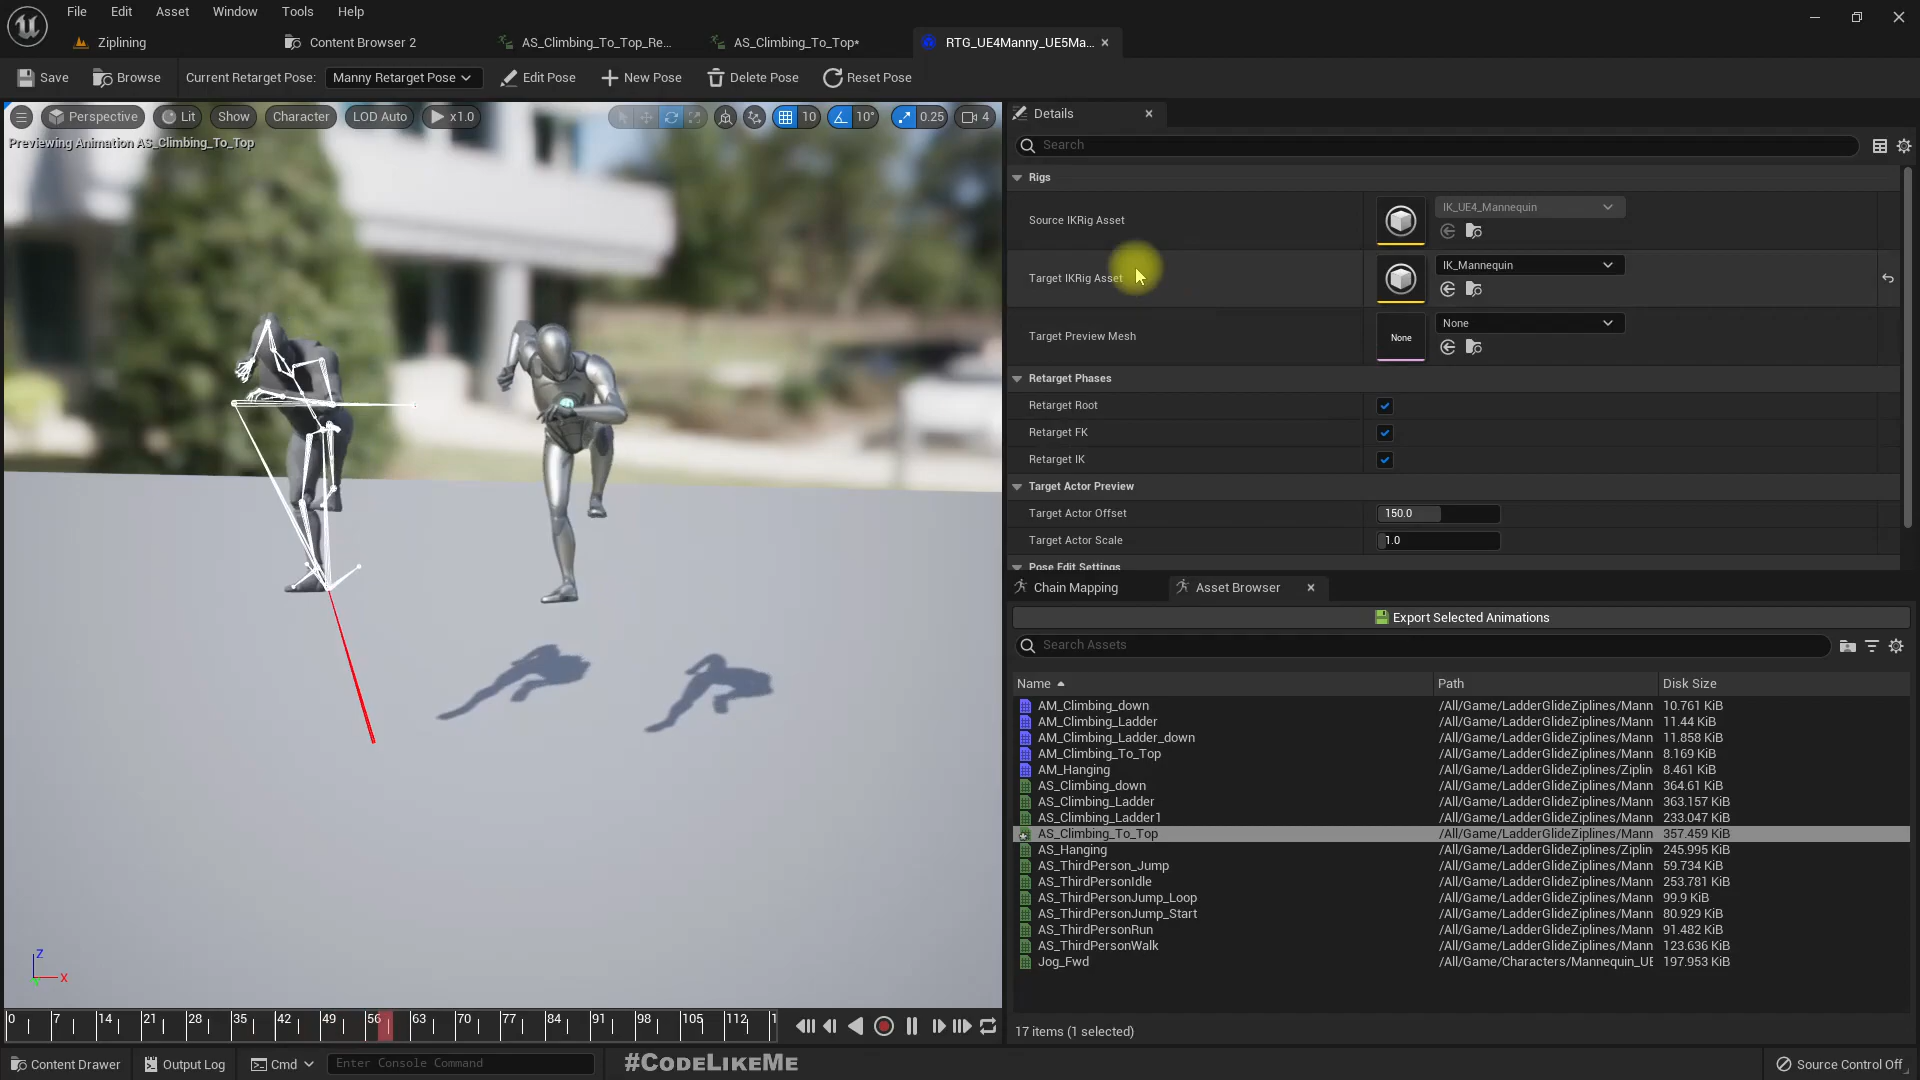 File Edit Asset Window Tools Help
Ziplining Content Browser 2 AS_Climbing_To_Top_Re... AS_Climbing_To_Top* RTG_UE4Manny_UE5Ma...
Save Browse Current Retarget Pose: Manny Retarget Pose Edit Pose New Pose Delete Pose Reset Pose
Perspective Lit Show Character LOD Auto x1.0 10 10° 0.25 4
Previewing Animation AS_Climbing_To_Top
Details
Search
Rigs
Source IKRig Asset IK_UE4_Mannequin
Target IKRig Asset IK_Mannequin
Target Preview Mesh None None
Retarget Phases
Retarget Root
Retarget FK
Retarget IK
Target Actor Preview
Target Actor Offset 150.0
Target Actor Scale 1.0
Pose Edit Settings
Chain Mapping Asset Browser
Export Selected Animations
Search Assets
Name Path Disk Size
AM_Climbing_down /All/Game/LadderGlideZiplines/Mann 10.761 KiB
AM_Climbing_Ladder /All/Game/LadderGlideZiplines/Mann 11.44 KiB
AM_Climbing_Ladder_down /All/Game/LadderGlideZiplines/Mann 11.858 KiB
AM_Climbing_To_Top /All/Game/LadderGlideZiplines/Mann 8.169 KiB
AM_Hanging /All/Game/LadderGlideZiplines/Ziplin 8.461 KiB
AS_Climbing_down /All/Game/LadderGlideZiplines/Mann 364.61 KiB
AS_Climbing_Ladder /All/Game/LadderGlideZiplines/Mann 363.157 KiB
AS_Climbing_Ladder1 /All/Game/LadderGlideZiplines/Mann 233.047 KiB
AS_Climbing_To_Top /All/Game/LadderGlideZiplines/Mann 357.459 KiB
AS_Hanging /All/Game/LadderGlideZiplines/Ziplin 245.995 KiB
AS_ThirdPerson_Jump /All/Game/LadderGlideZiplines/Mann 59.734 KiB
AS_ThirdPersonIdle /All/Game/LadderGlideZiplines/Mann 253.781 KiB
AS_ThirdPersonJump_Loop /All/Game/LadderGlideZiplines/Mann 99.9 KiB
AS_ThirdPersonJump_Start /All/Game/LadderGlideZiplines/Mann 80.929 KiB
AS_ThirdPersonRun /All/Game/LadderGlideZiplines/Mann 91.482 KiB
AS_ThirdPersonWalk /All/Game/LadderGlideZiplines/Mann 123.636 KiB
Jog_Fwd /All/Game/Characters/Mannequin_UE 197.953 KiB
17 items (1 selected)
Z
X
Y
0 7 14 21 28 35 42 49 56 63 70 77 84 91 98 105 112 1
Content Drawer Output Log Cmd Enter Console Command #CODELIKEME Source Control Off